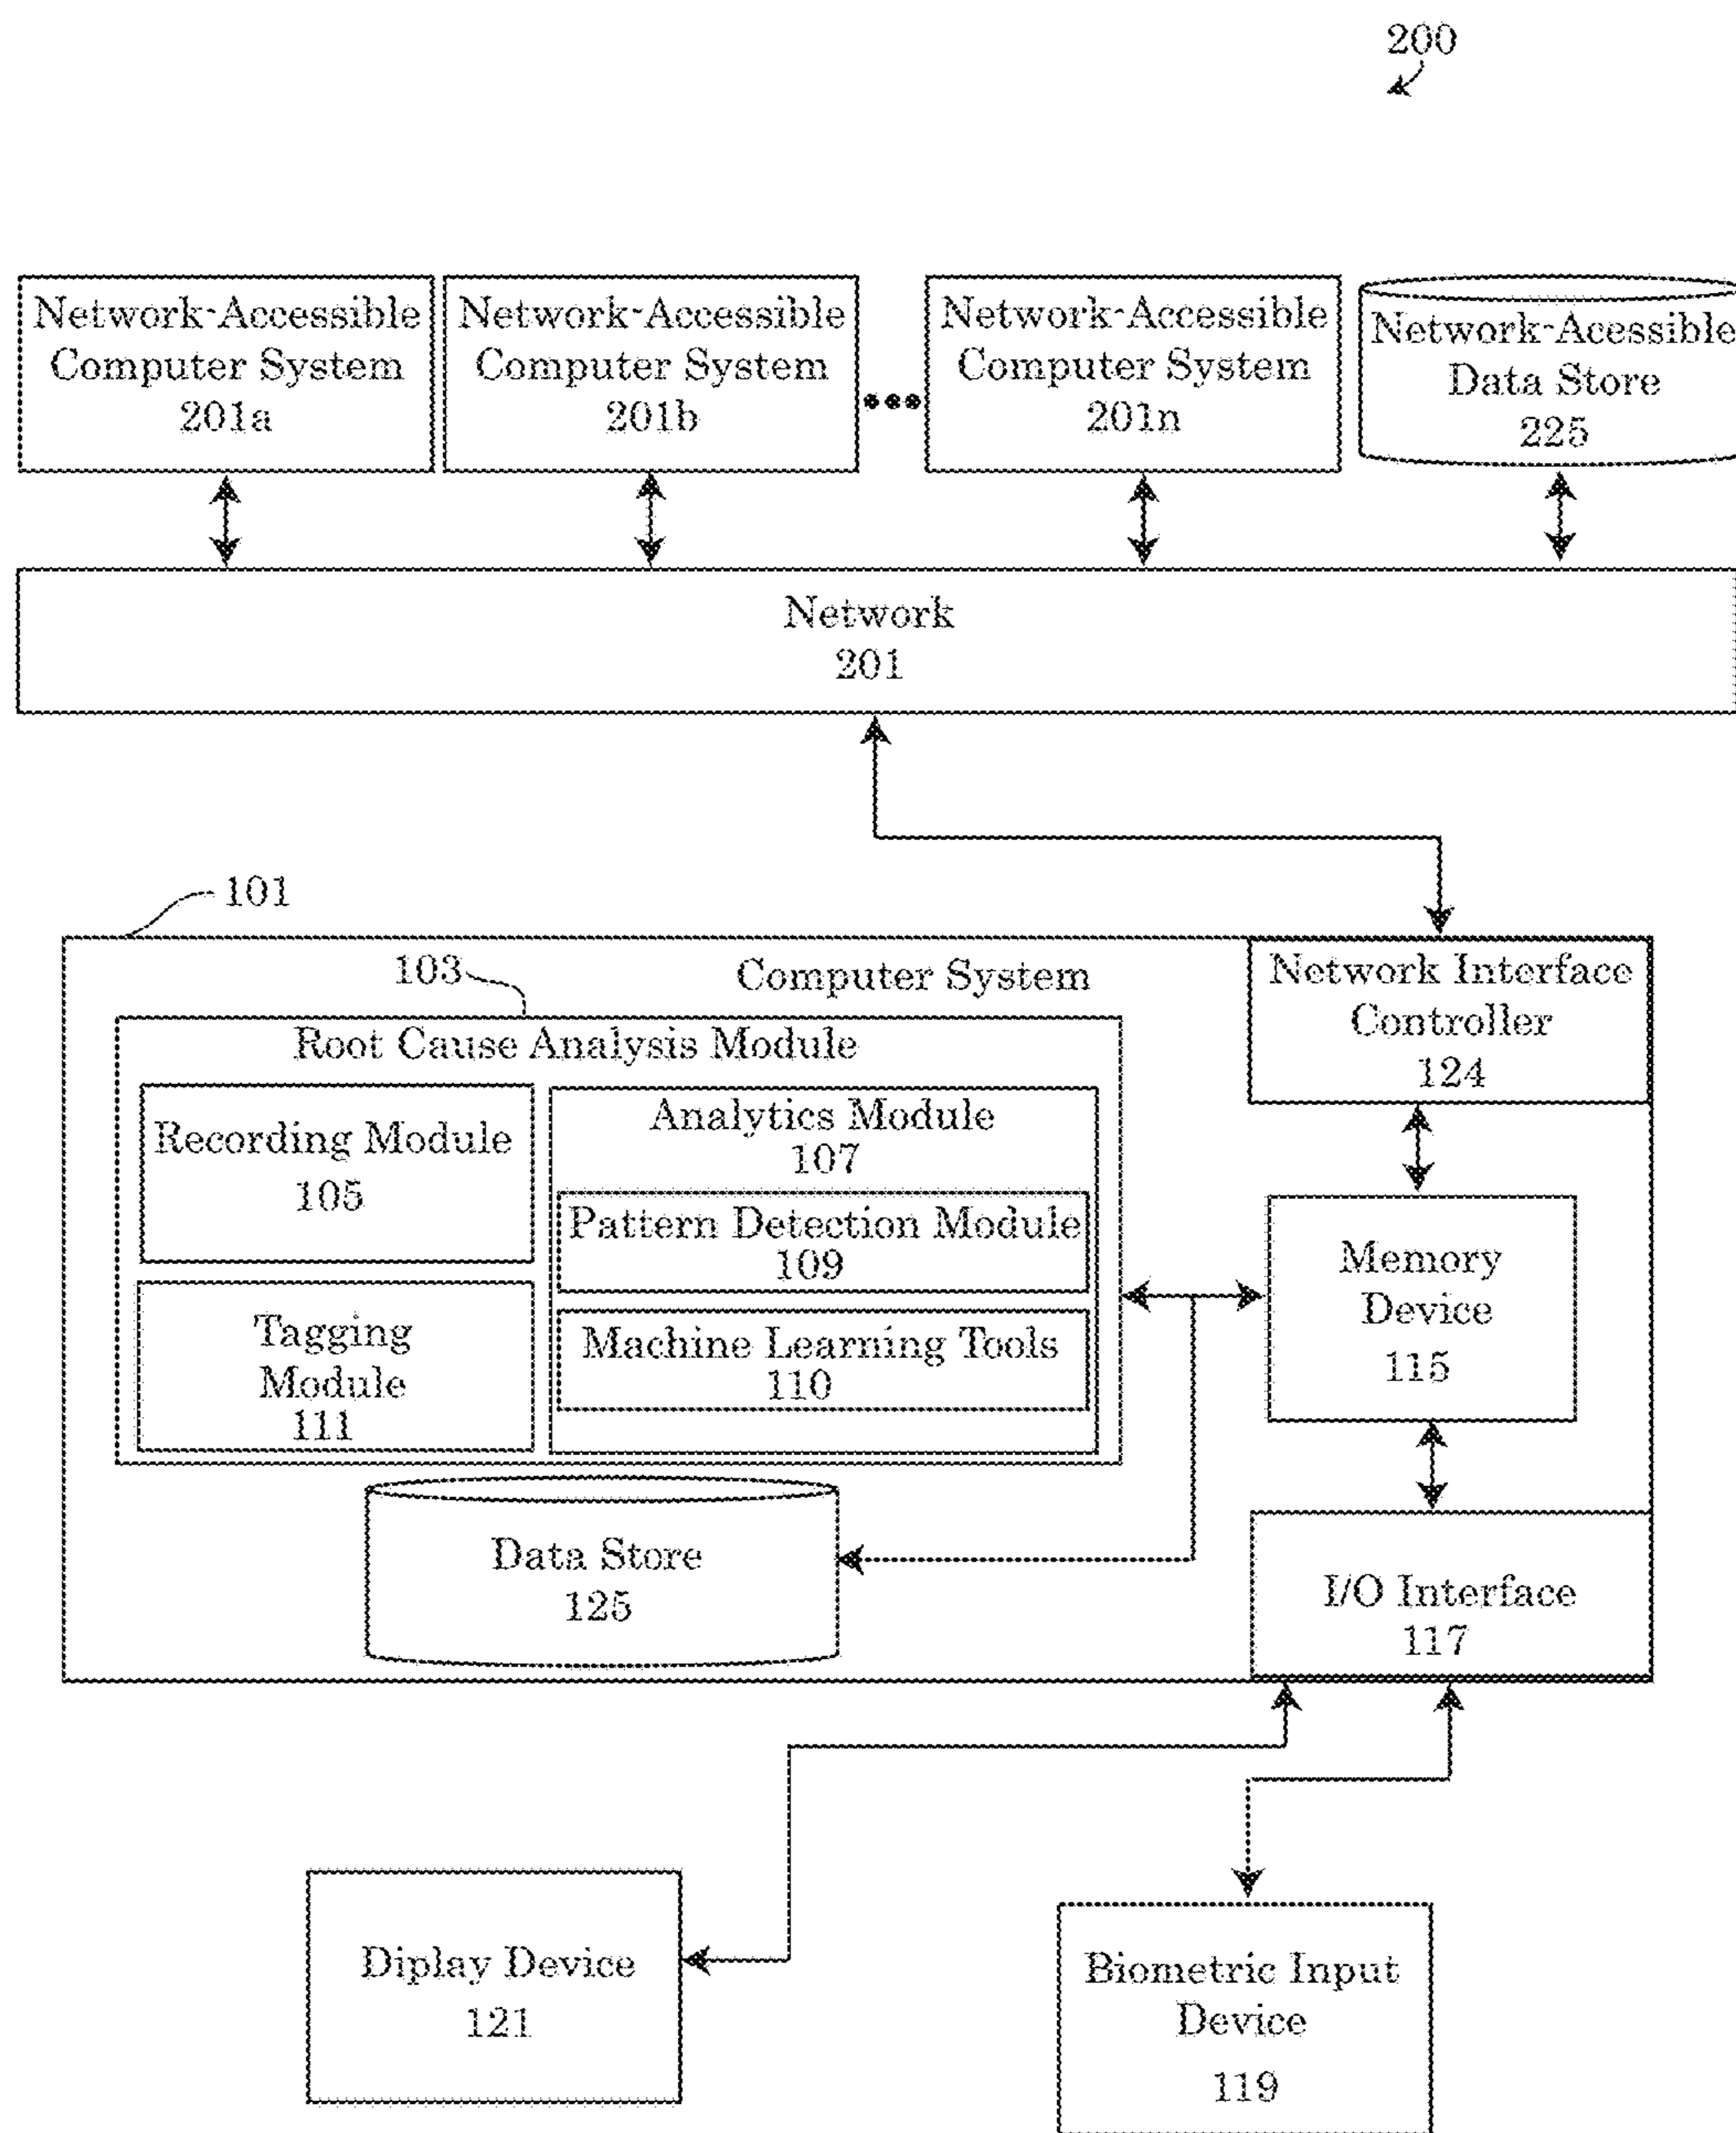 200
Network-Accessible
Computer System
201a
Network-Accessible
Computer System
201b
Network-Accessible
Computer System
201n
Network-Acessible
Data Store
225
Network
201
101
103
Computer System
Network Interface
Controller
124
Root Cause Analysis Module
Recording Module
105
Analytics Module
107
Pattern Detection Module
109
Machine Learning Tools
110
Tagging
Module
111
Memory
Device
115
Data Store
125
I/O Interface
117
Diplay Device
121
Biometric Input
Device
119